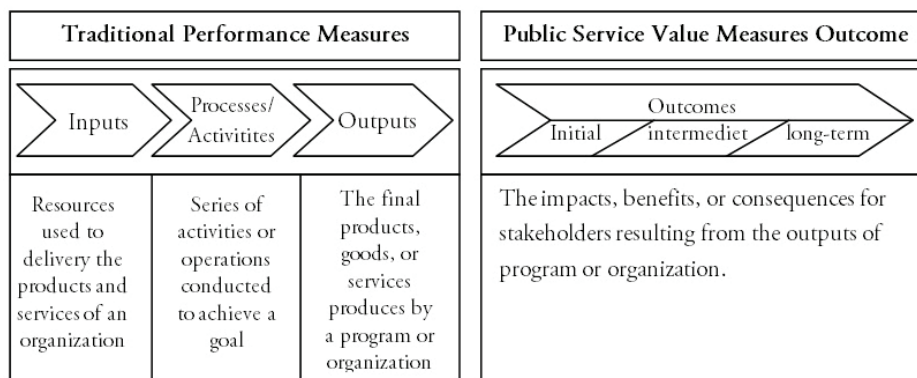 Traditional Performance Measures
Inputs
Processes/
Activitites
Outputs
Resources
used to
delivery the
products and
services of an
organization
Series of
activities or
operations
conducted
to achieve a
goal
The final
products,
goods, or
services
produces by
a program or
organization
Public Service Value Measures Outcome
Outcomes
Initial intermediet long-term
The impacts, benefits, or consequences for
stakeholders resulting from the outputs of
program or organization.